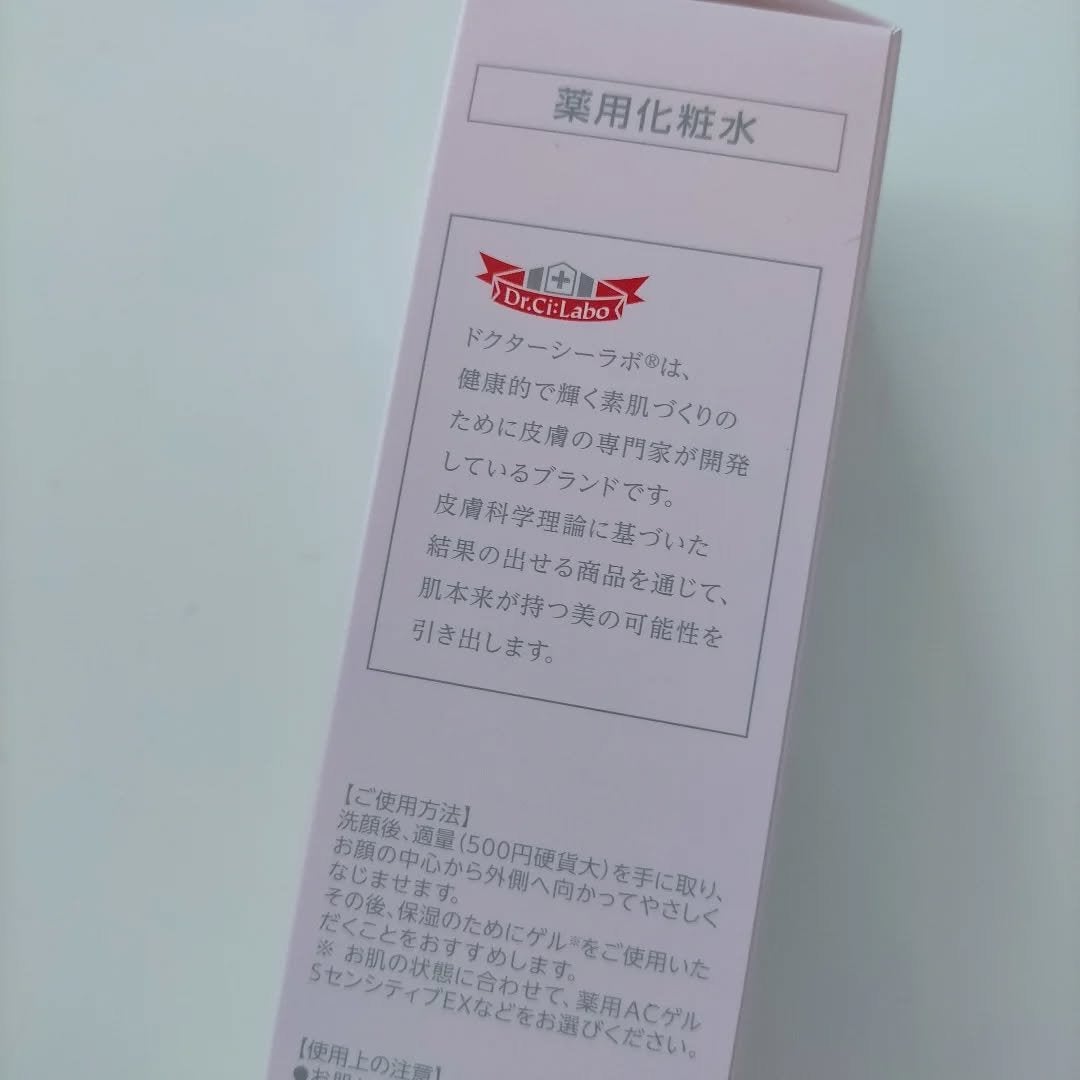 薬用化粧水
Dr.Ci:Labo
ドクターシーラボ®は、
健康的で輝く素肌づくりの
ために皮膚の専門家が開発
しているブランドです。
皮膚科学理論に基づいた
結果の出せる商品を通じて、
肌本来が持つ美の可能性を
引き出します。
【ご使用方法】
洗顔後、適量(500円硬貨大)を手に取り、
お顔の中心から外側へ向かってやさしく
なじませます。
その後、保湿のためにゲル※をご使用いた
だくことをおすすめします。
※ お肌の状態に合わせて、薬用ACゲル
SセンシティブEXなどをお選びください。
【使用上の注意】
●お肌